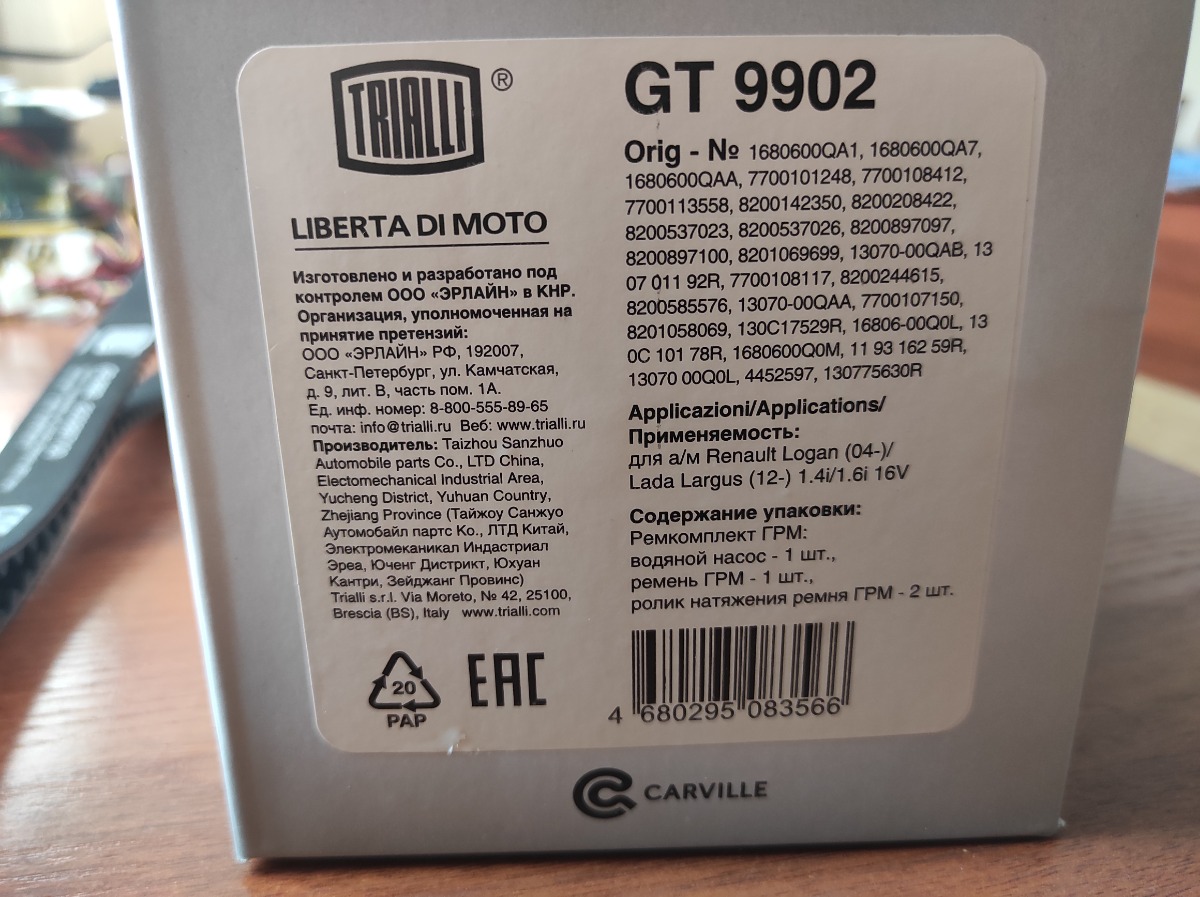 TRIALLI ®
LIBERTA DI MOTO
Изготовлено и разработано под
контролем ООО «ЭРЛАЙН» в КНР.
Организация, уполномоченная на
принятие претензий:
ООО «ЭРЛАЙН» РФ, 192007,
Санкт-Петербург, ул. Камчатская,
д. 9, лит. В, часть пом. 1А.
Ед. инф. номер: 8-800-555-89-65
почта: info@trialli.ru Веб: www.trialli.ru
Производитель: Taizhou Sanzhuo
Automobile parts Co., LTD China,
Electromechanical Industrial Area,
Yucheng District, Yuhuan Country,
Zhejiang Province (Тайжоу Санжуо
Аутомобайл партс Ко., ЛТД Китай,
Электромеканикал Индастриал
Эреа, Юченг Дистрикт, Юхуан
Кантри, Зейджанг Провинс)
Trialli s.r.l. Via Moreto, № 42, 25100,
Brescia (BS), Italy www.trialli.com
20
PAP
EAC
GT 9902
Orig - № 1680600QA1, 1680600QA7,
1680600QAA, 7700101248, 7700108412,
7700113558, 8200142350, 8200208422,
8200537023, 8200537026, 8200897097,
8200897100, 8201069699, 13070-00QAB, 13
07 011 92R, 7700108117, 8200244615,
8200585576, 13070-00QAA, 7700107150,
8201058069, 130C17529R, 16806-00Q0L, 13
0C 101 78R, 1680600Q0M, 11 93 162 59R,
13070 00Q0L, 4452597, 130775630R
Applicazioni/Applications/
Применяемость:
для а/м Renault Logan (04-)/
Lada Largus (12-) 1.4i/1.6i 16V
Содержание упаковки:
Ремкомплект ГРМ:
водяной насос - 1 шт.,
ремень ГРМ - 1 шт.,
ролик натяжения ремня ГРМ - 2 шт.
4 680295 083566
CARVILLE